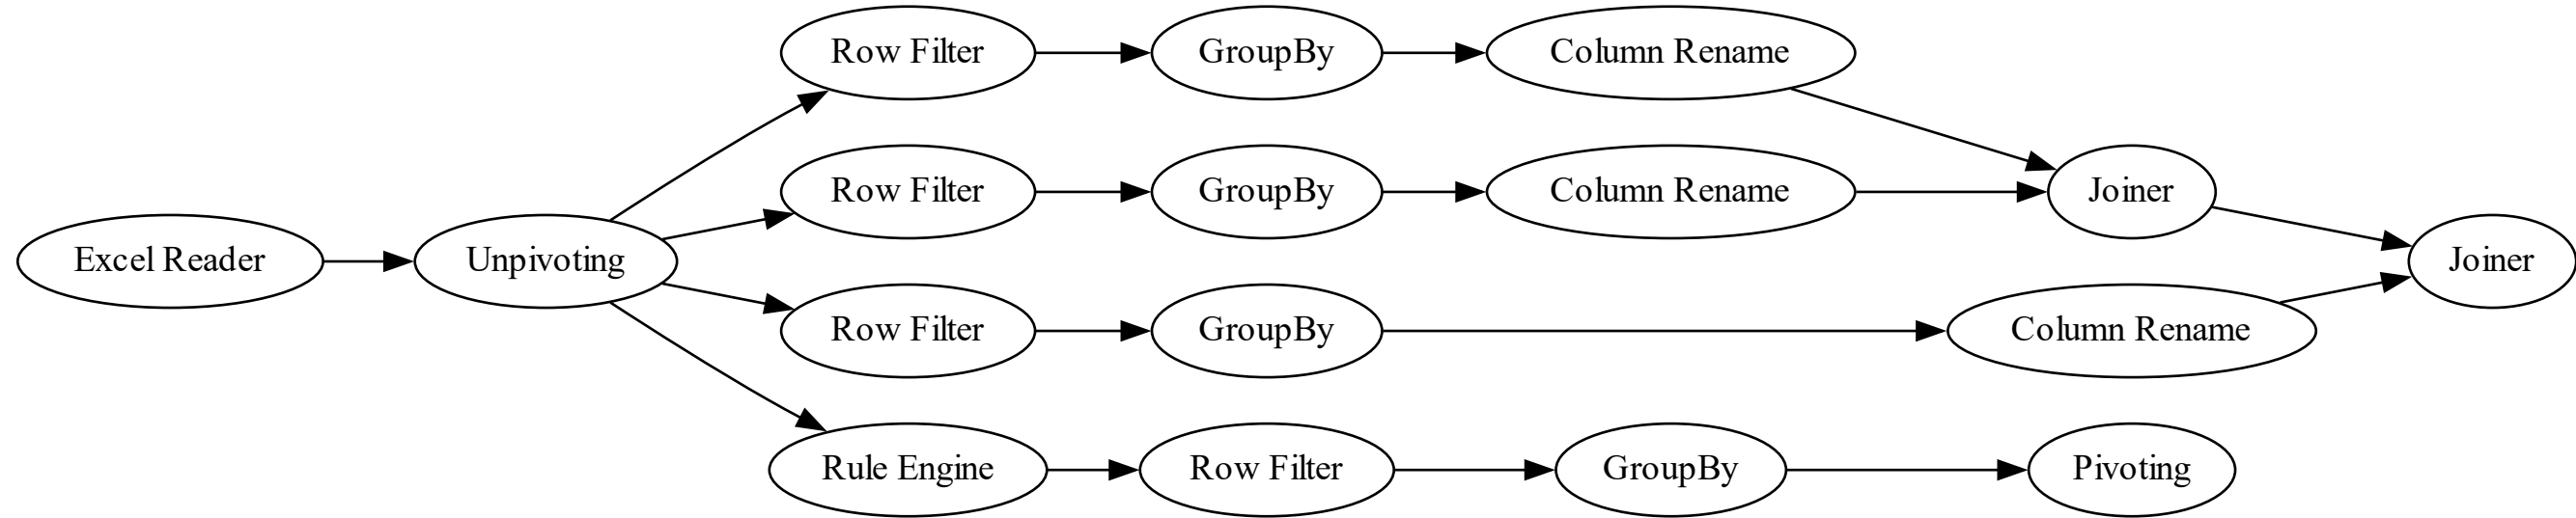 Row Filter
GroupBy
Column Rename
Row Filter
GroupBy
Column Rename
Joiner
Excel Reader
Unpivoting
Joiner
Row Filter
GroupBy
Column Rename
Rule Engine
Row Filter
GroupBy
Pivoting